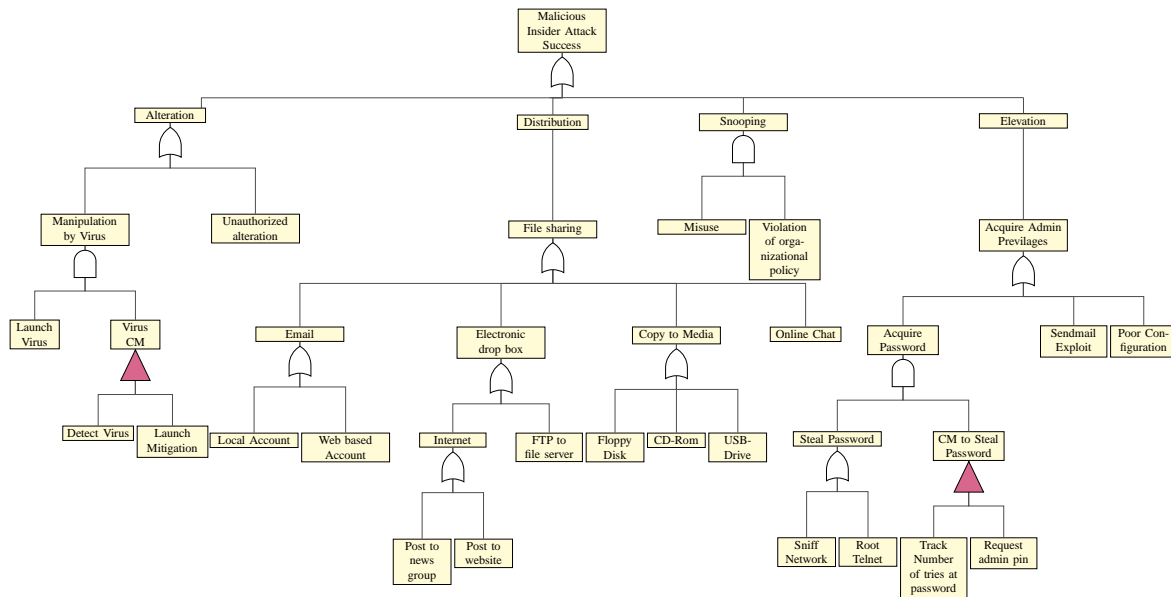 Malicious
Insider Attack
Success
Alteration
Distribution
Snooping
Elevation
Manipulation
by Virus
Unauthorized
alteration
File sharing
Misuse
Violation
of orga-
nizational
policy
Acquire Admin
Previlages
Launch
Virus
Virus
CM
Email
Electronic
drop box
Copy to Media
Online Chat
Acquire
Password
Sendmail
Exploit
Poor Con-
figuration
Detect Virus
Launch
Mitigation
Local Account
Web based
Account
Internet
FTP to
file server
Floppy
Disk
CD-Rom
USB-
Drive
Steal Password
CM to Steal
Password
Post to
news
group
Post to
website
Sniff
Network
Root
Telnet
Track
Number
of tries at
password
Request
admin pin